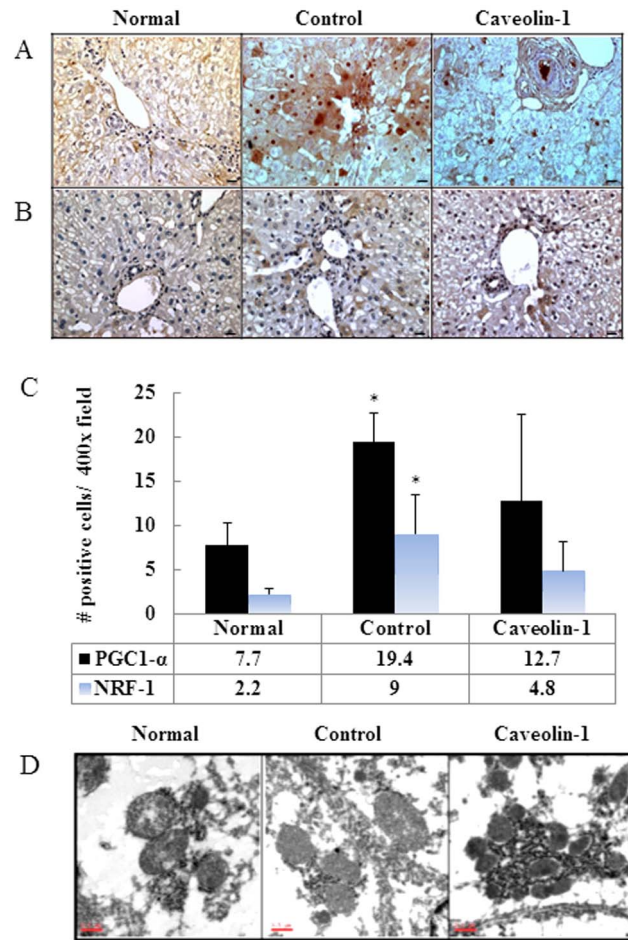 Normal Control Caveolin-1
A
B
C
# positive cells/ 400x field
25
20
15
10
5
0
*
*
Normal Control Caveolin-1
PGC1-α 7.7 19.4 12.7
NRF-1 2.2 9 4.8
Normal Control Caveolin-1
D